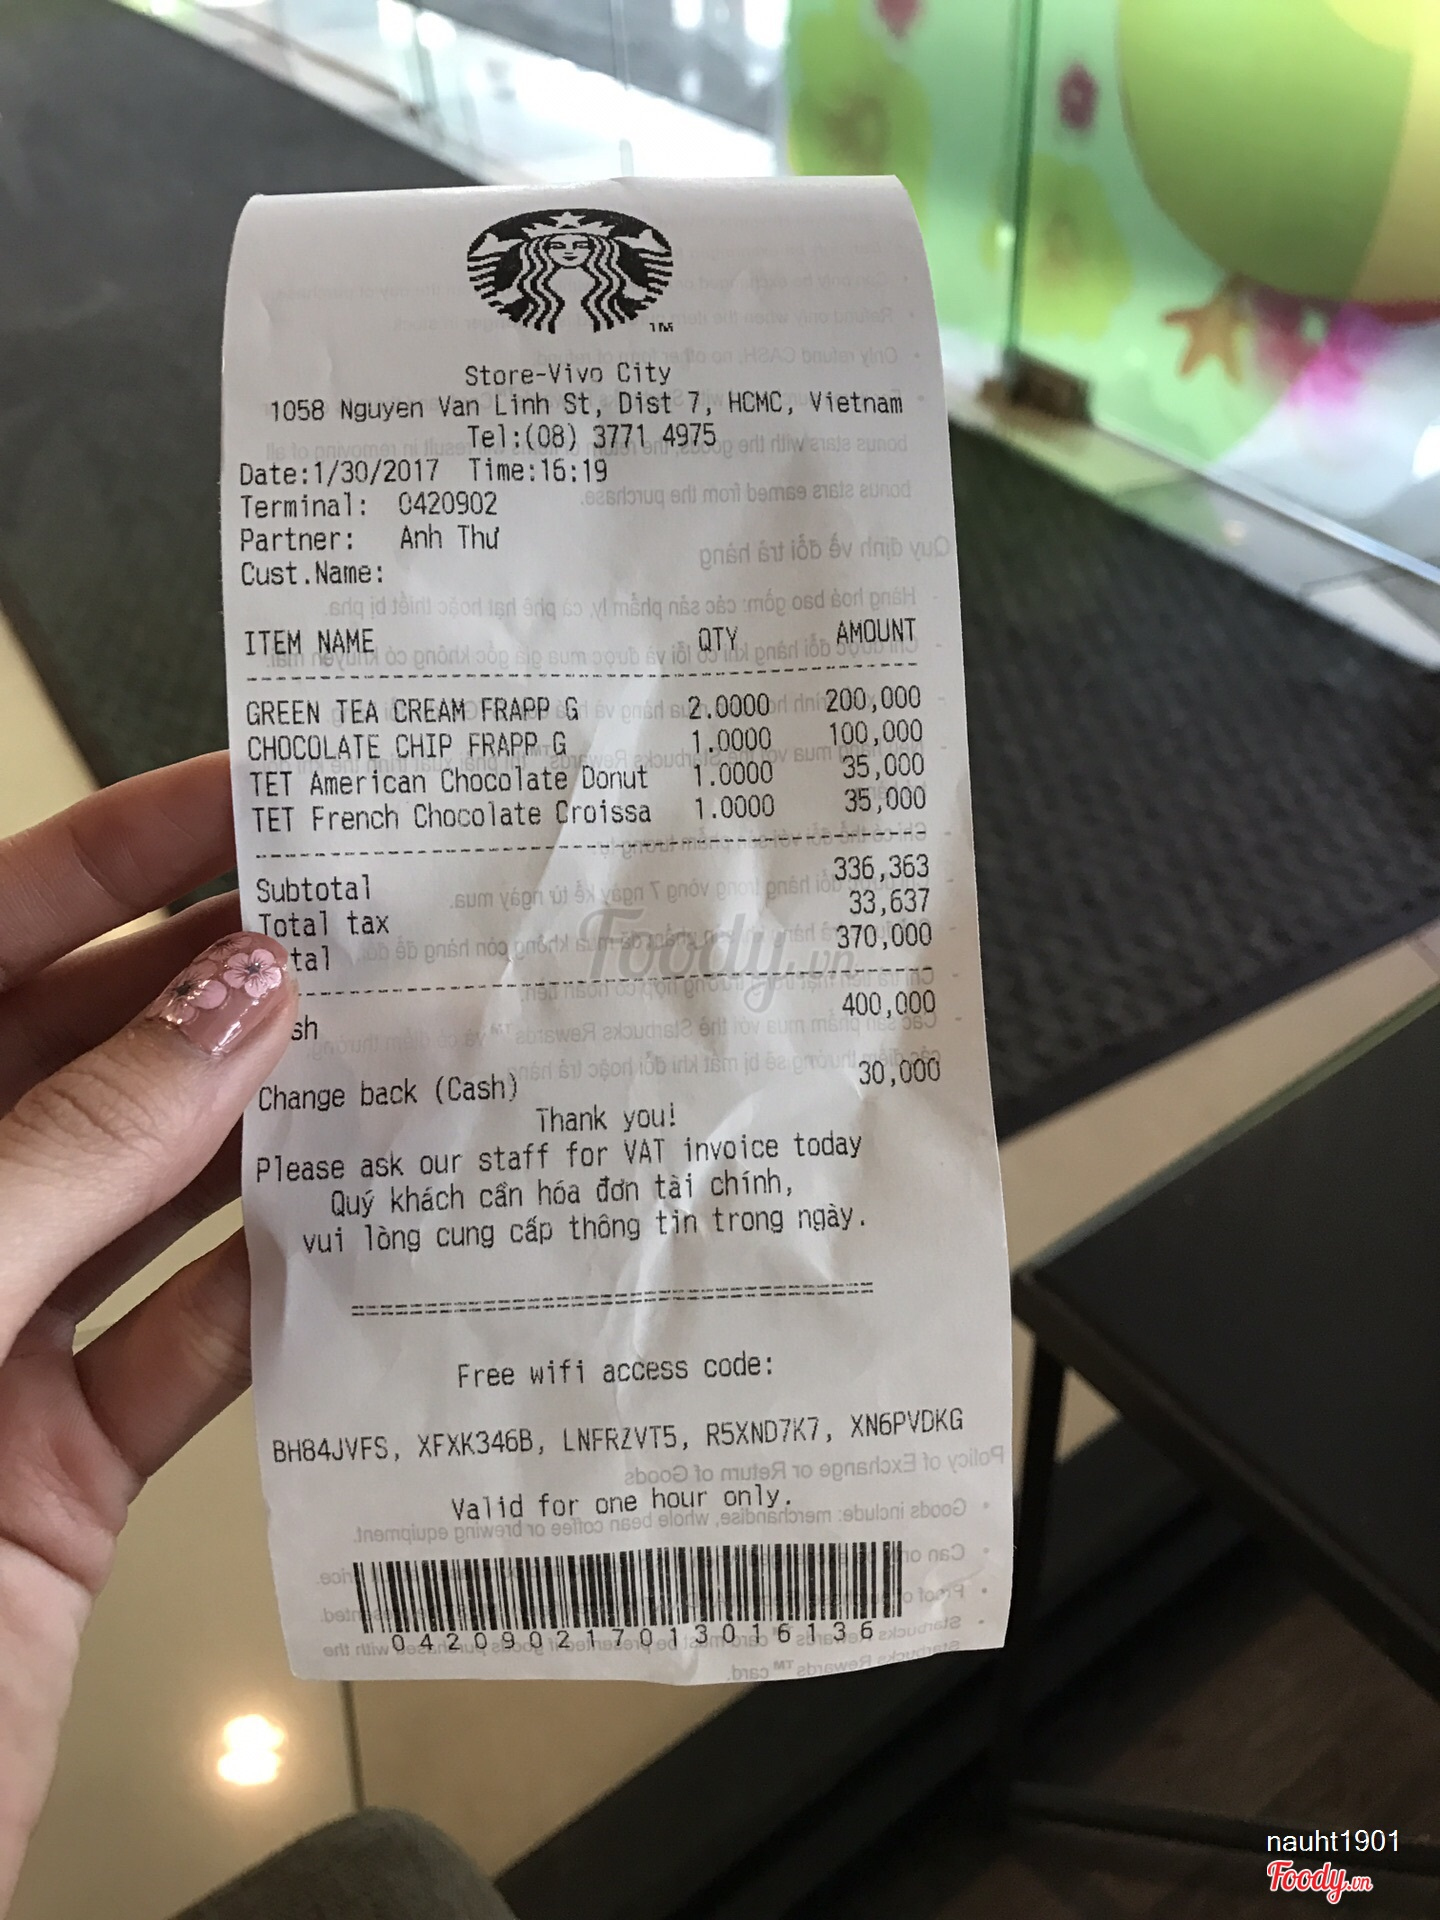 TM
Store-Vivo City
1058 Nguyen Van Linh St, Dist 7, HCMC, Vietnam
Tel:(08) 3771 4975
Date:1/30/2017 Time:16:19
Terminal: 0420902
Partner: Anh Thư
Cust.Name:
ITEM NAME QTY AMOUNT
GREEN TEA CREAM FRAPP G 2.0000 200,000
CHOCOLATE CHIP FRAPP G 1.0000 100,000
TET American Chocolate Donut 1.0000 35,000
TET French Chocolate Croissa 1.0000 35,000
Subtotal 336,363
Total tax 33,637
tal 370,000
sh 400,000
Change back (Cash) 30,000
Thank you!
Please ask our staff for VAT invoice today
Quý khách cần hóa đơn tài chính,
vui lòng cung cấp thông tin trong ngày.
Free wifi access code:
BH84JVFS, XFXK346B, LNFRZVT5, R5XND7K7, XN6PVDKG
Valid for one hour only.
042090217013016136
Foody.vn
nauht1901
Foody.vn